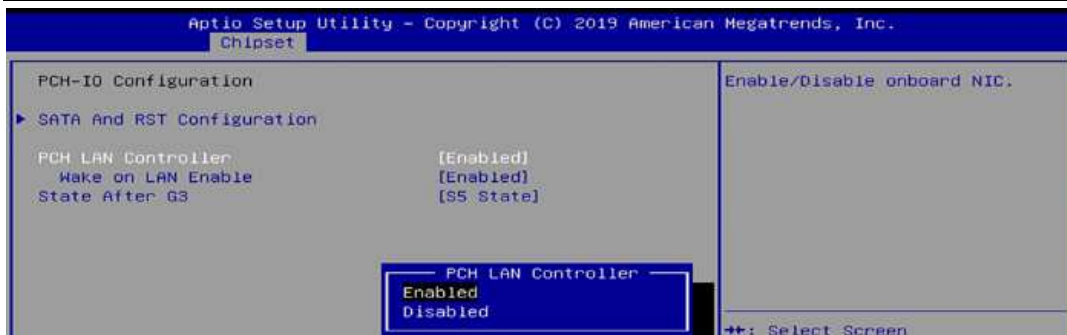 Aptio Setup Utility – Copyright (C) 2019 American Megatrends, Inc.
Chipset
PCH-IO Configuration
Enable/Disable onboard NIC.
► SATA And RST Configuration
PCH LAN Controller [Enabled]
Wake on LAN Enable [Enabled]
State After G3 [S5 State]
PCH LAN Controller
Enabled
Disabled
→←: Select Screen